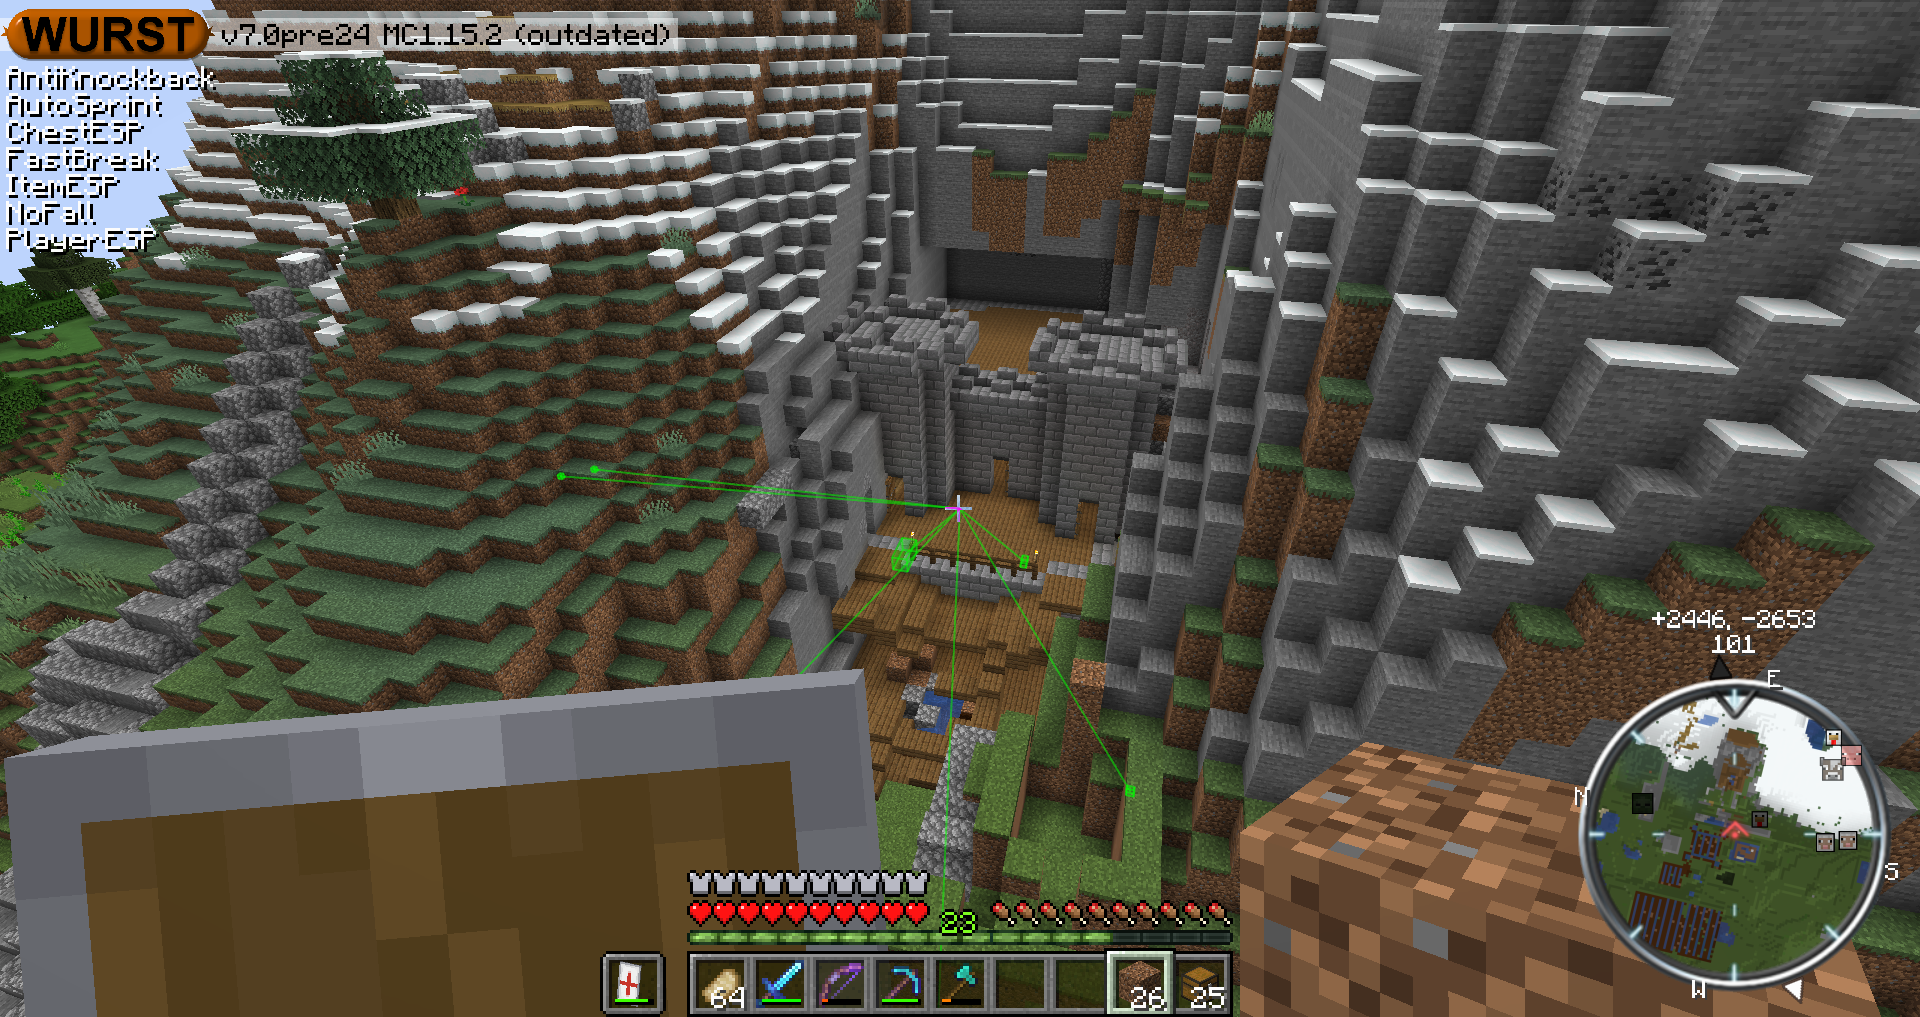 WURST v7.0pre24 MC1.15.2 (outdated)
AntiKnockback
AutoSprint
ChestESP
FastBreak
ItemESP
NoFall
PlayerESP
+2446, -2653
101
E
N
S
W
23
64
26
25